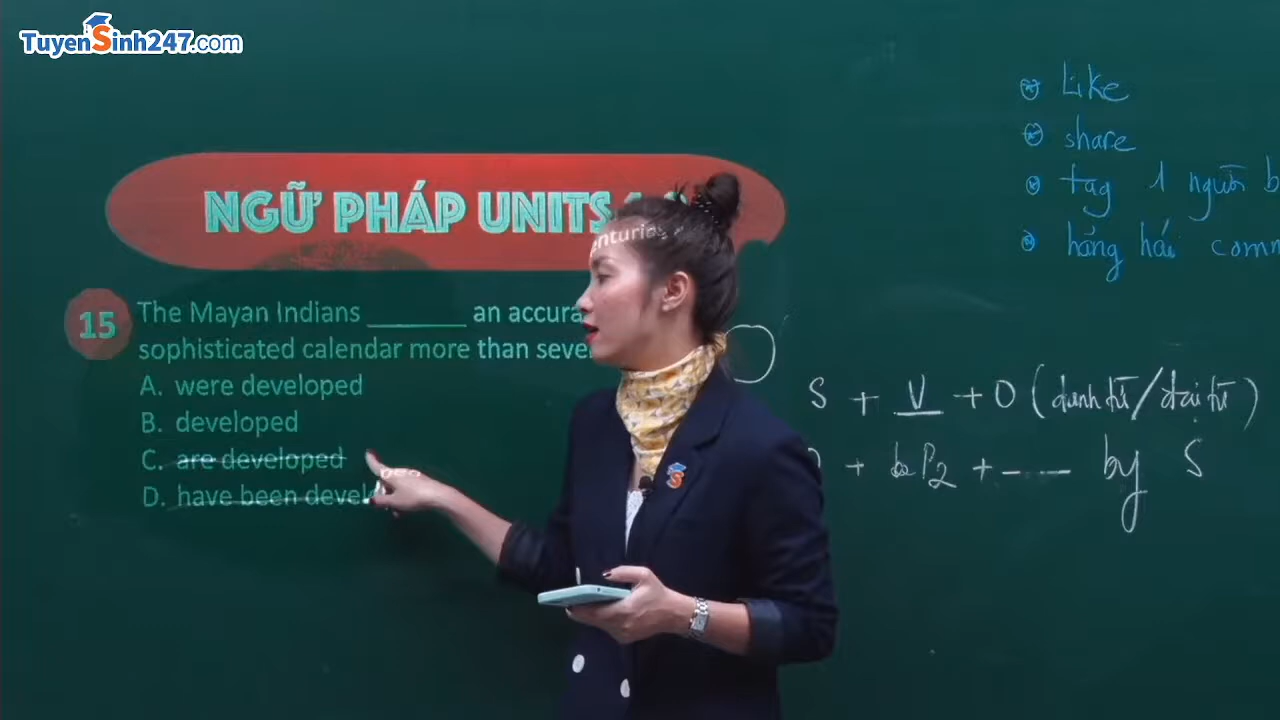 TuyenSinh247.com
NGỮ PHÁP UNITS
15
The Mayan Indians ________ an accura
sophisticated calendar more than seve
enturies
A. were developed
B. developed
C. are developed
D. have been devel
Like
share
tag 1 người b
hăng hái comm
S + V + O (danh từ / đại từ)
+ be P2 + ...... by S